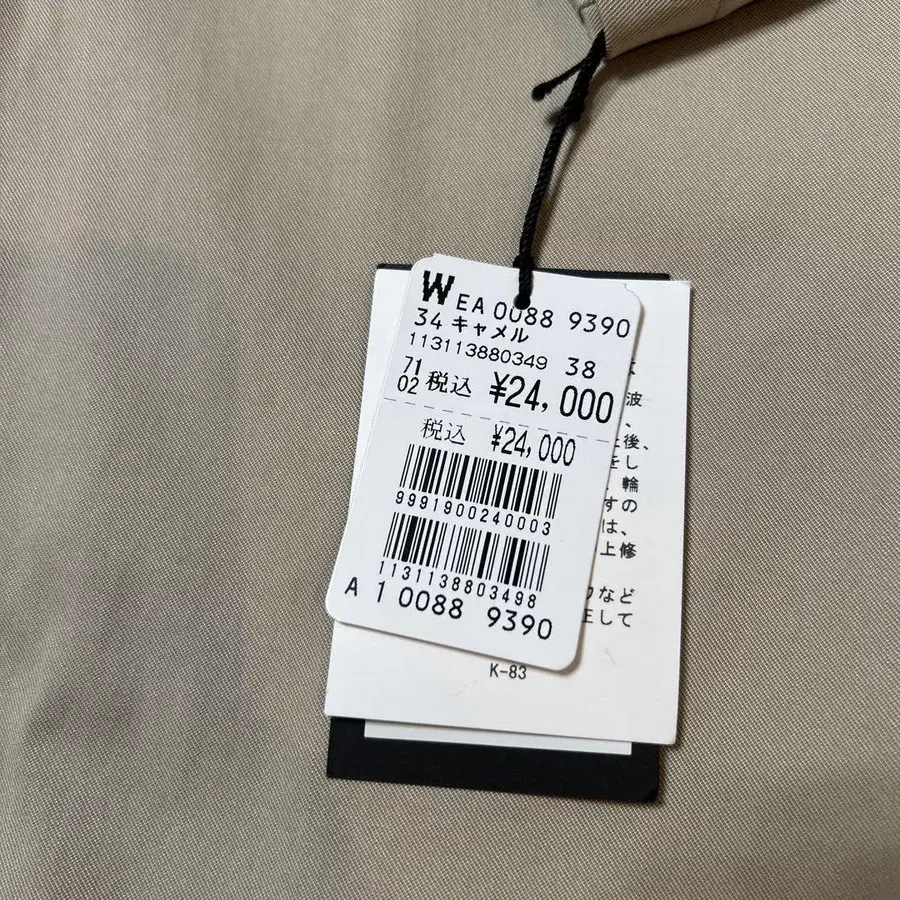 W EA 0088 9390
34 キャメル
113113880349 38
71 02 税込 ¥24,000
税込 ¥24,000
9991900240003
1131138803498
A 1 0088 9390
波
、
た後、
をし
輪
すの
は、
上修
など
正して
K-83